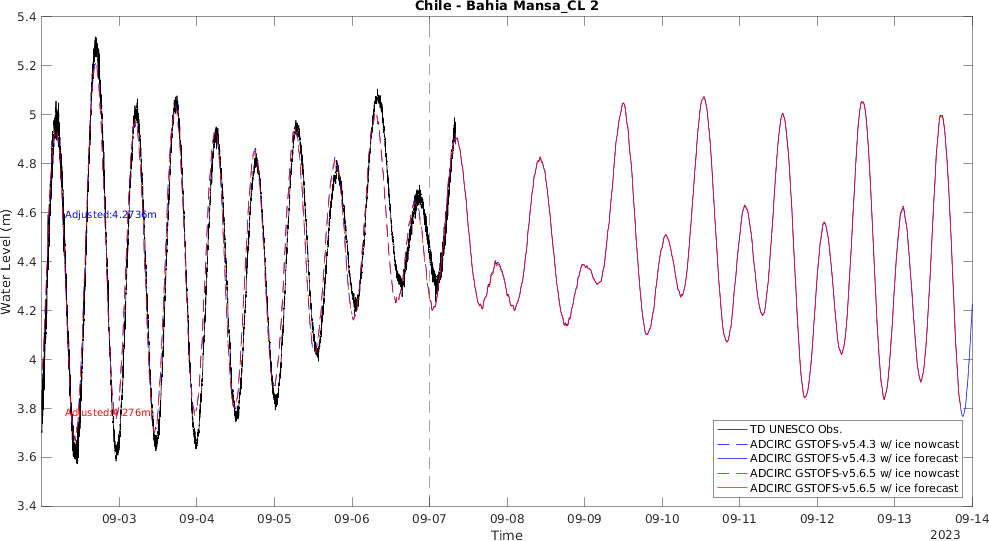 Chile - Bahia Mansa_CL 2
5.4
5.2
5
4.8
4.6
4.4
4.2
4
3.8
3.6
3.4
Water Level (m)
Adjusted:4.2736m
Adjusted:4.276m
TD UNESCO Obs.
ADCIRC GSTOFS-v5.4.3 w/ ice nowcast
ADCIRC GSTOFS-v5.4.3 w/ ice forecast
ADCIRC GSTOFS-v5.6.5 w/ ice nowcast
ADCIRC GSTOFS-v5.6.5 w/ ice forecast
09-03 09-04 09-05 09-06 09-07 09-08 09-09 09-10 09-11 09-12 09-13 09-14
Time
2023